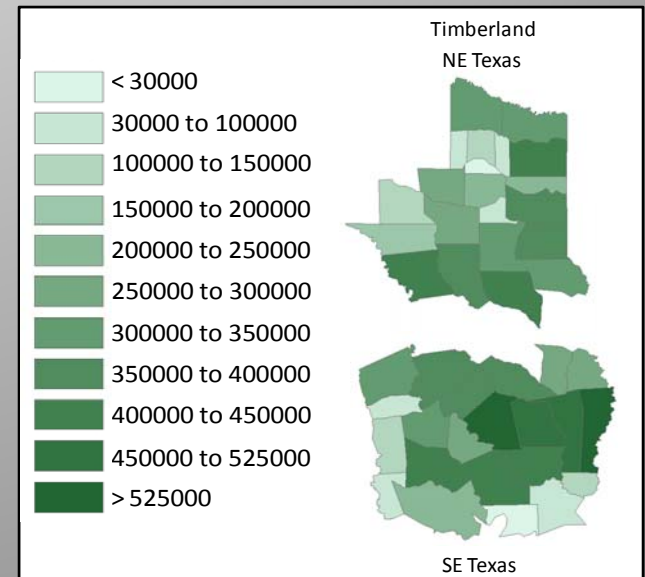 Timberland
NE Texas
< 30000
30000 to 100000
100000 to 150000
150000 to 200000
200000 to 250000
250000 to 300000
300000 to 350000
350000 to 400000
400000 to 450000
450000 to 525000
> 525000
SE Texas